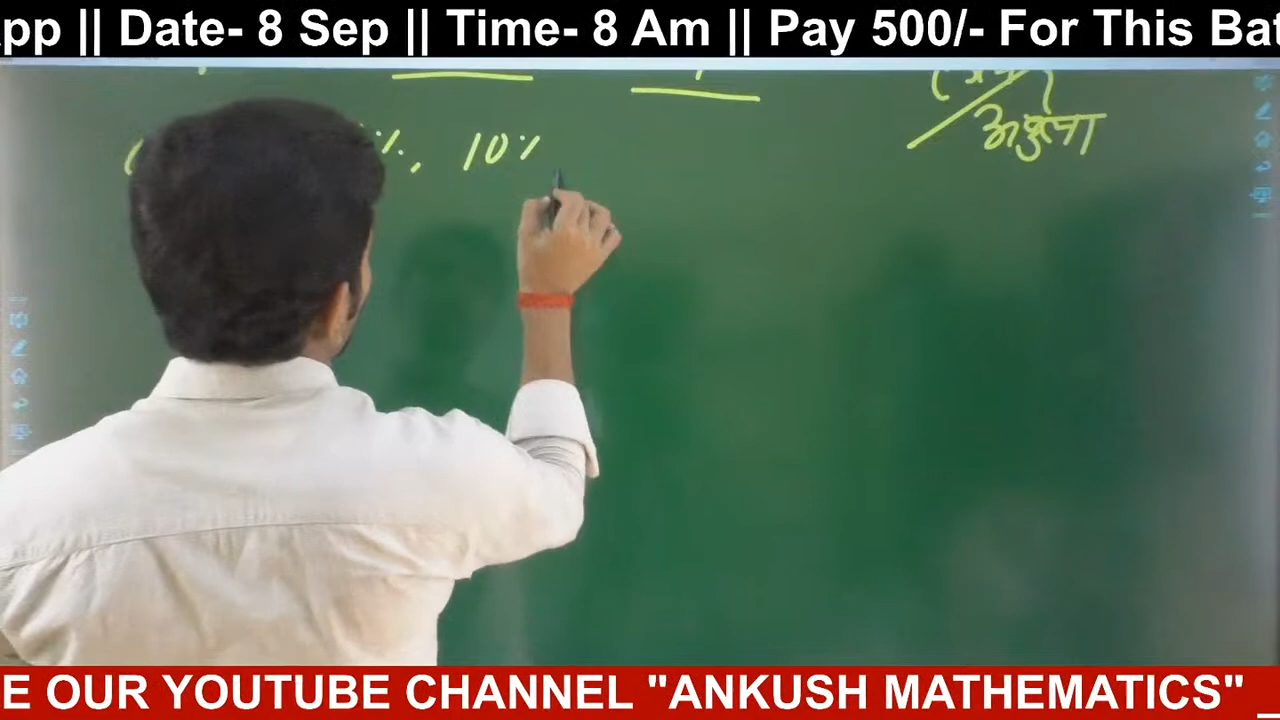 pp || Date- 8 Sep || Time- 8 Am || Pay 500/- For This Bat
%, 10%
E OUR YOUTUBE CHANNEL "ANKUSH MATHEMATICS" _